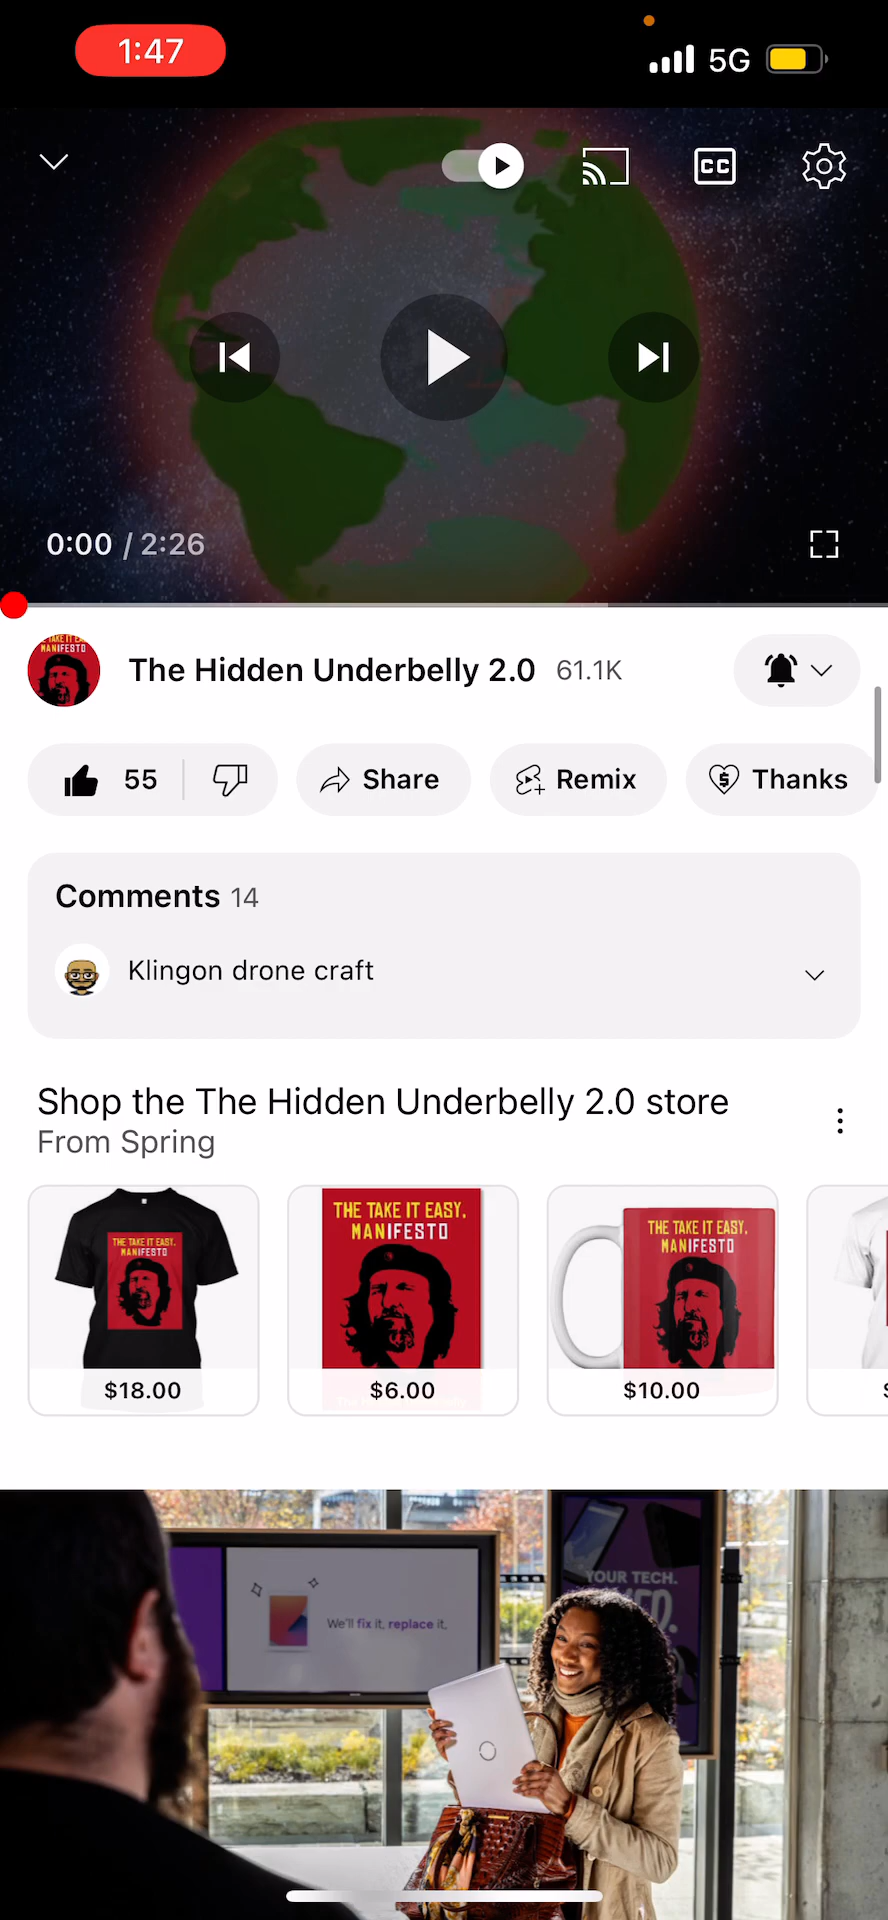 1:47
5G
CC
0:00 / 2:26
The Hidden Underbelly 2.0 61.1K
55
Share
Remix
Thanks
Comments 14
Klingon drone craft
Shop the The Hidden Underbelly 2.0 store
From Spring
THE TAKE IT EASY,
MANIFESTO
$18.00
THE TAKE IT EASY,
MANIFESTO
$6.00
THE TAKE IT EASY,
MANIFESTO
$10.00
YOUR TECH.
We'll fix it, replace it,